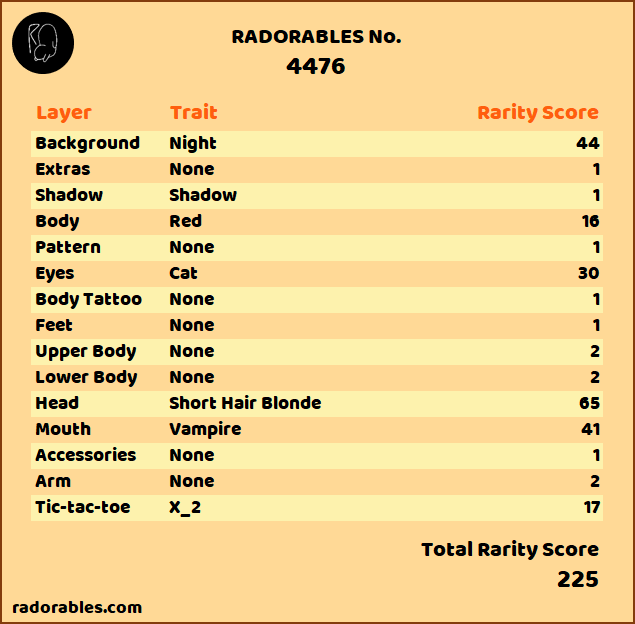 RADORABLES No.
4476
Layer Trait Rarity Score
Background Night 44
Extras None 1
Shadow Shadow 1
Body Red 16
Pattern None 1
Eyes Cat 30
Body Tattoo None 1
Feet None 1
Upper Body None 2
Lower Body None 2
Head Short Hair Blonde 65
Mouth Vampire 41
Accessories None 1
Arm None 2
Tic-tac-toe X_2 17
Total Rarity Score
225
radorables.com